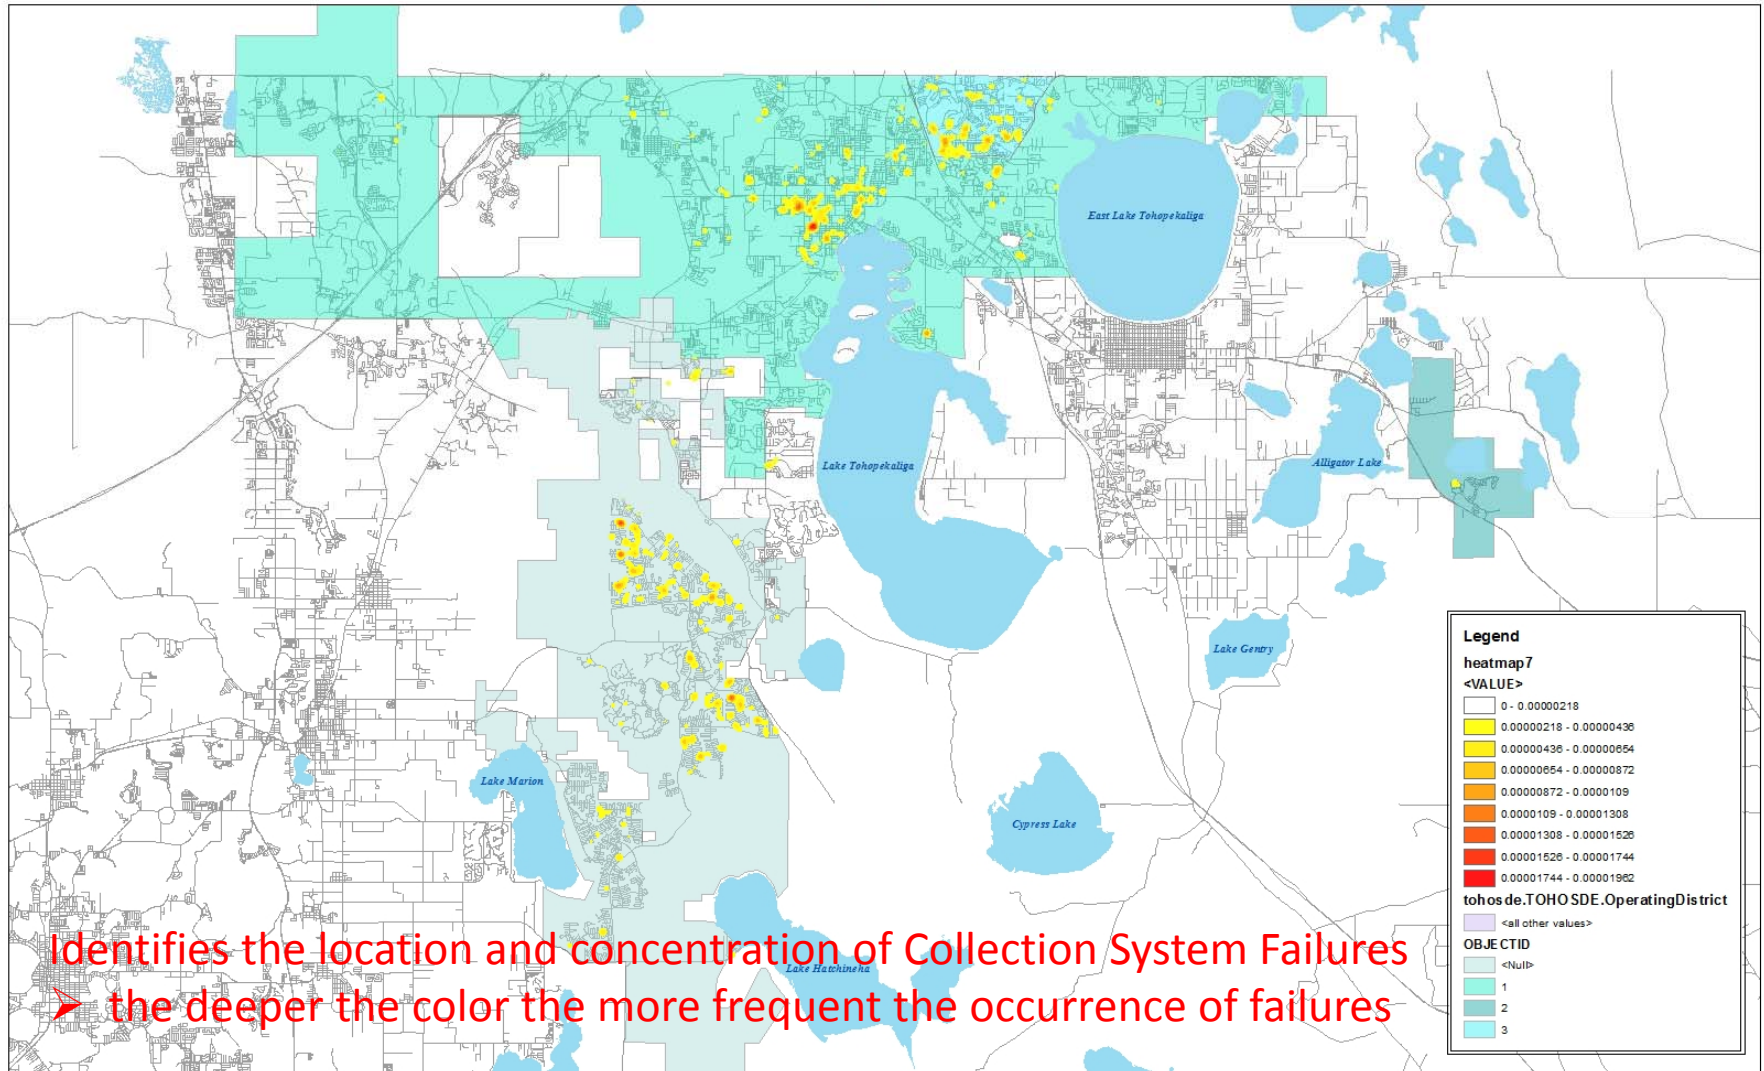 East Lake Tohopekaliga
Lake Tohopekaliga
Alligator Lake
Lake Gentry
Lake Marion
Cypress Lake
Lake Hatchineha
Identifies the location and concentration of Collection System Failures
➢ the deeper the color the more frequent the occurrence of failures
Legend
heatmap7
<VALUE>
0 - 0.00000218
0.00000218 - 0.00000436
0.00000436 - 0.00000654
0.00000654 - 0.00000872
0.00000872 - 0.0000109
0.0000109 - 0.00001308
0.00001308 - 0.00001526
0.00001526 - 0.00001744
0.00001744 - 0.00001962
tohosde.TOHOSDE.OperatingDistrict
<all other values>
OBJECTID
<Null>
1
2
3